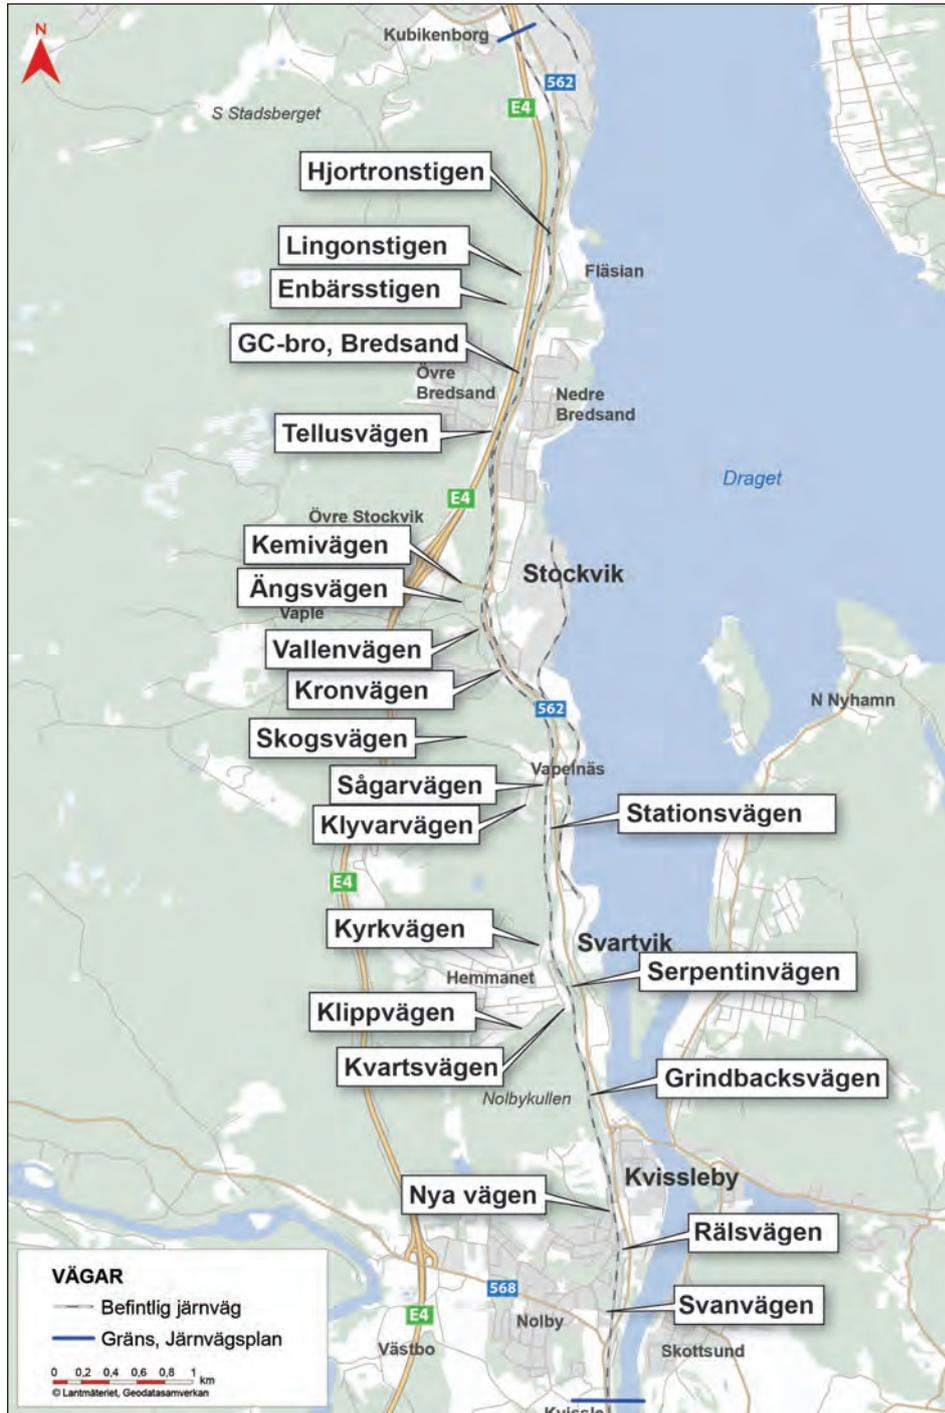 N
Kubikenborg
562
E4
S Stadsberget
Hjortronstigen
Lingonstigen
Fläsian
Enbärsstigen
GC-bro, Bredsand
Övre
Bredsand
Nedre
Bredsand
Tellusvägen
Draget
E4
Övre Stockvik
Kemivägen
Stockvik
Ängsvägen
Vaple
Vallenvägen
Kronvägen
N Nyhamn
562
Skogsvägen
Vapelnäs
Sågarvägen
Stationsvägen
Klyvarvägen
E4
Kyrkvägen
Svartvik
Serpentinvägen
Hemmanet
Klippvägen
Kvartsvägen
Grindbacksvägen
Nolbykullen
Kvissleby
Nya vägen
Rälsvägen
VÄGAR
Befintlig järnväg
Gräns, Järnvägsplan
0 0,2 0,4 0,6 0,8 1
km
© Lantmäteriet, Geodatasamverkan
568
Svanvägen
E4
Nolby
Västbo
Skottsund